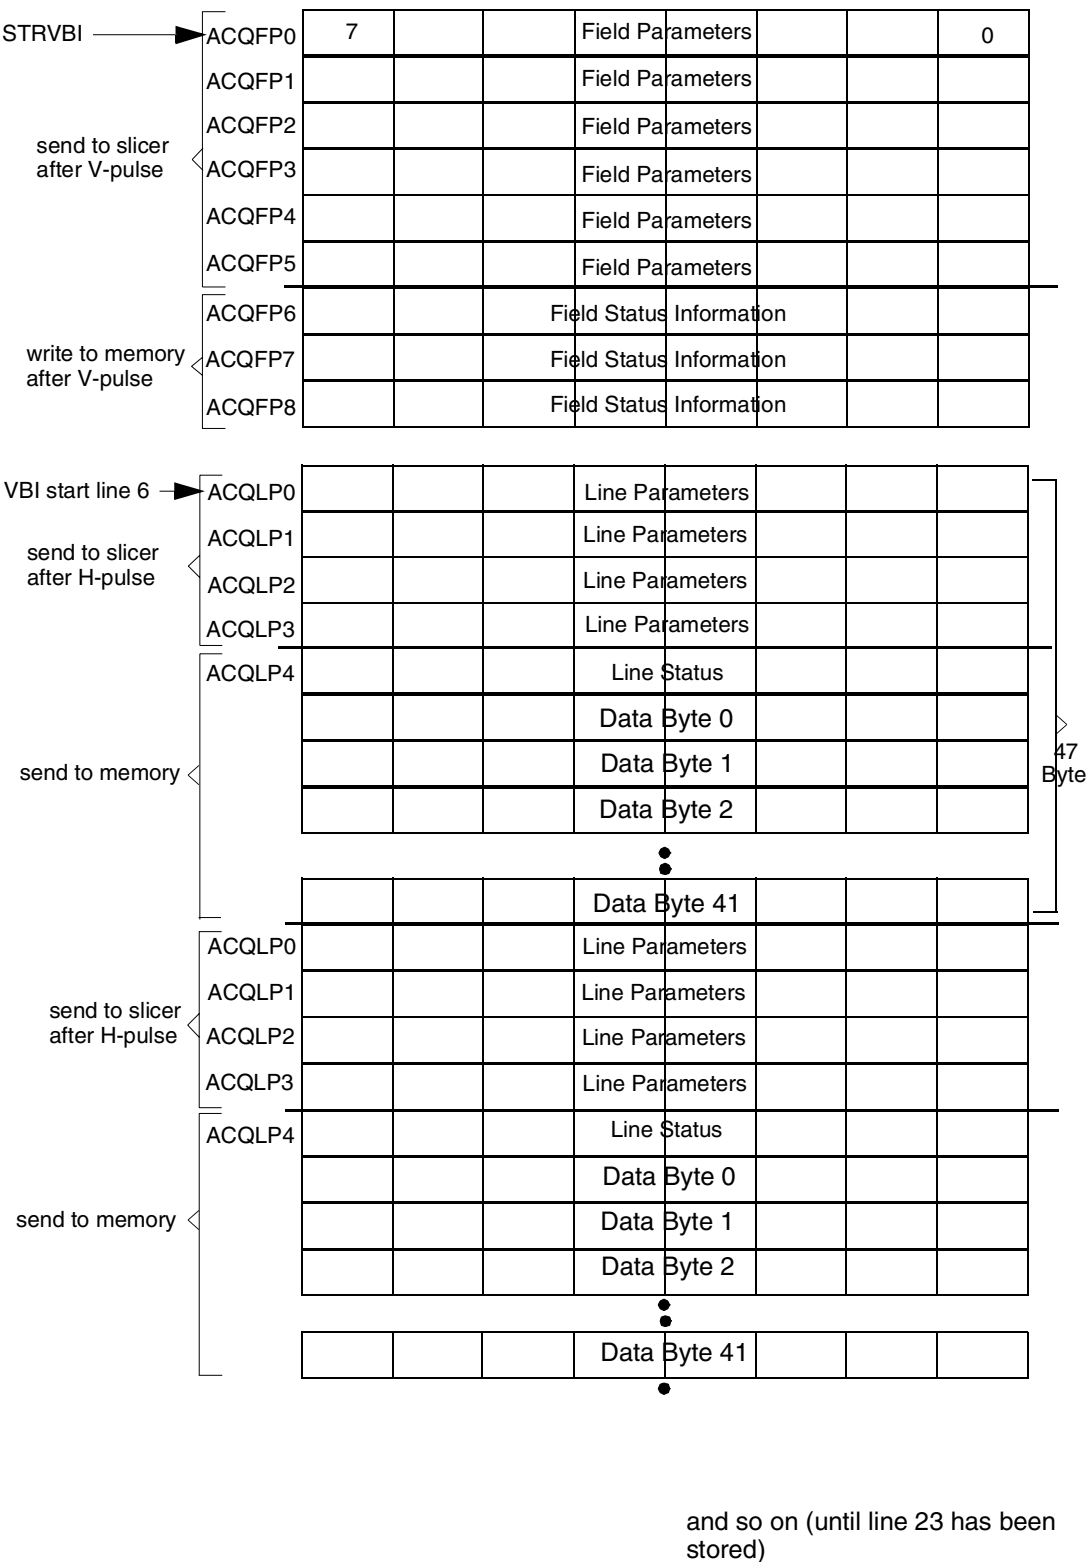 STRVBI ACQFP0 7 Field Parameters 0
ACQFP1 Field Parameters
ACQFP2 Field Parameters
send to slicer
after V-pulse
ACQFP3 Field Parameters
ACQFP4 Field Parameters
ACQFP5 Field Parameters
ACQFP6 Field Status Information
write to memory
after V-pulse
ACQFP7 Field Status Information
ACQFP8 Field Status Information
VBI start line 6 ACQLP0 Line Parameters
ACQLP1 Line Parameters
send to slicer
after H-pulse
ACQLP2 Line Parameters
ACQLP3 Line Parameters
ACQLP4 Line Status
Data Byte 0
47
Byte
send to memory
Data Byte 1
Data Byte 2
Data Byte 41
ACQLP0 Line Parameters
ACQLP1 Line Parameters
send to slicer
after H-pulse
ACQLP2 Line Parameters
ACQLP3 Line Parameters
ACQLP4 Line Status
Data Byte 0
send to memory
Data Byte 1
Data Byte 2
Data Byte 41
and so on (until line 23 has been
stored)